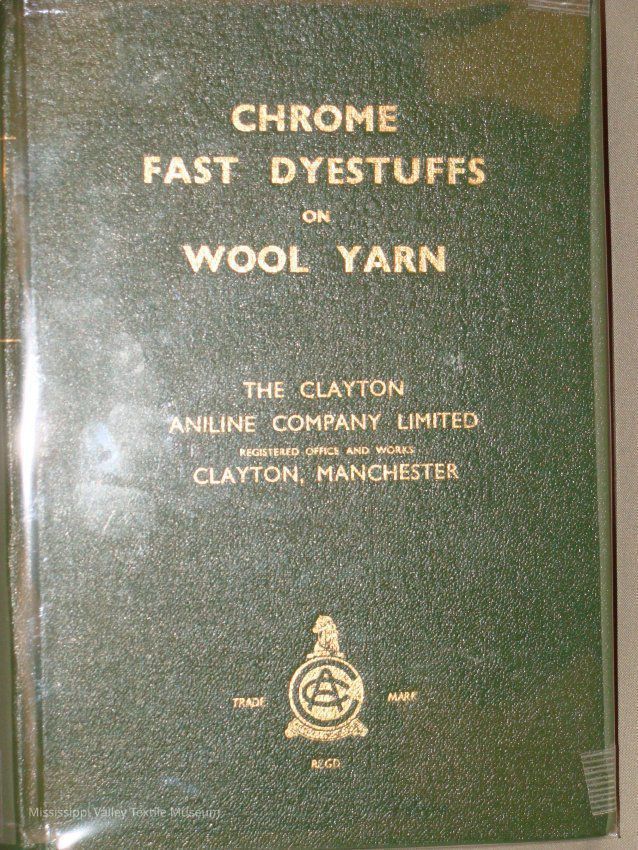 CHROME
FAST DYESTUFFS
ON
WOOL YARN
THE CLAYTON
ANILINE COMPANY LIMITED
REGISTERED OFFICE AND WORKS
CLAYTON, MANCHESTER
TRADE MARK
CAC
REGD
Mississippi Valley Textile Museum